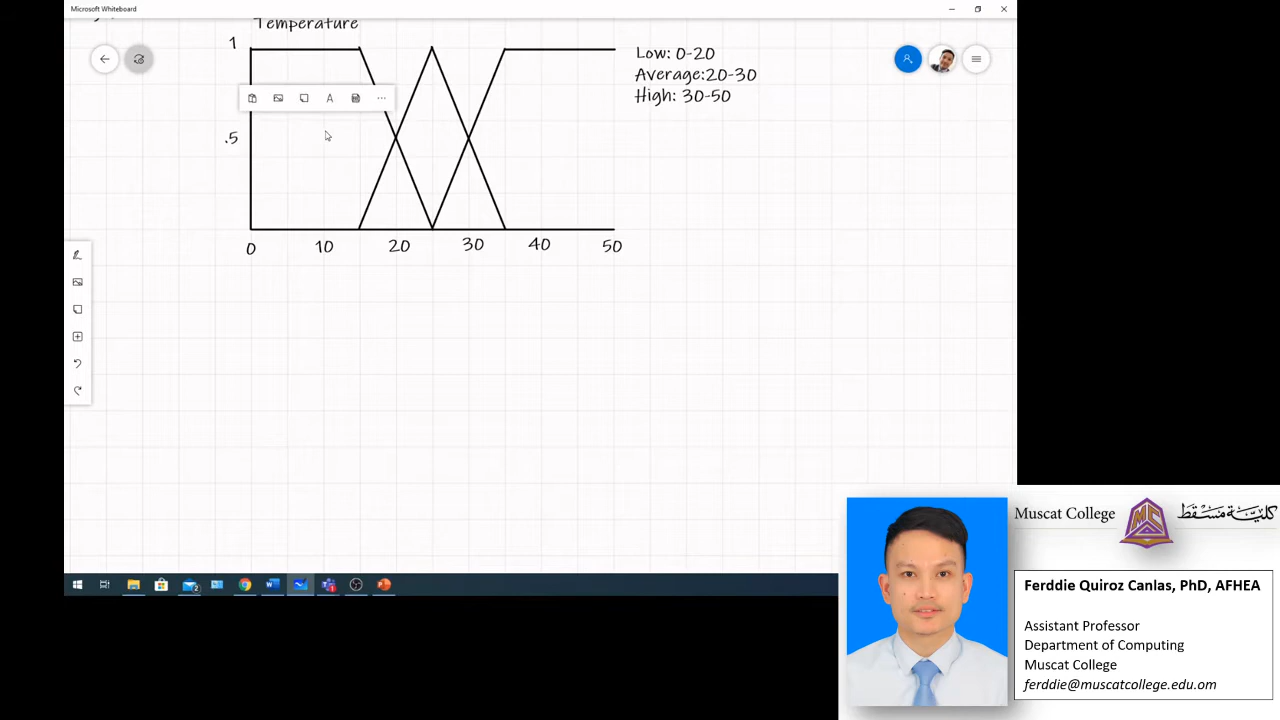 Microsoft Whiteboard
Temperature
1
.5
0 10 20 30 40 50
Low: 0-20
Average:20-30
High: 30-50
Muscat College
كليّة مسقط
MC
Ferddie Quiroz Canlas, PhD, AFHEA
Assistant Professor
Department of Computing
Muscat College
ferddie@muscatcollege.edu.om